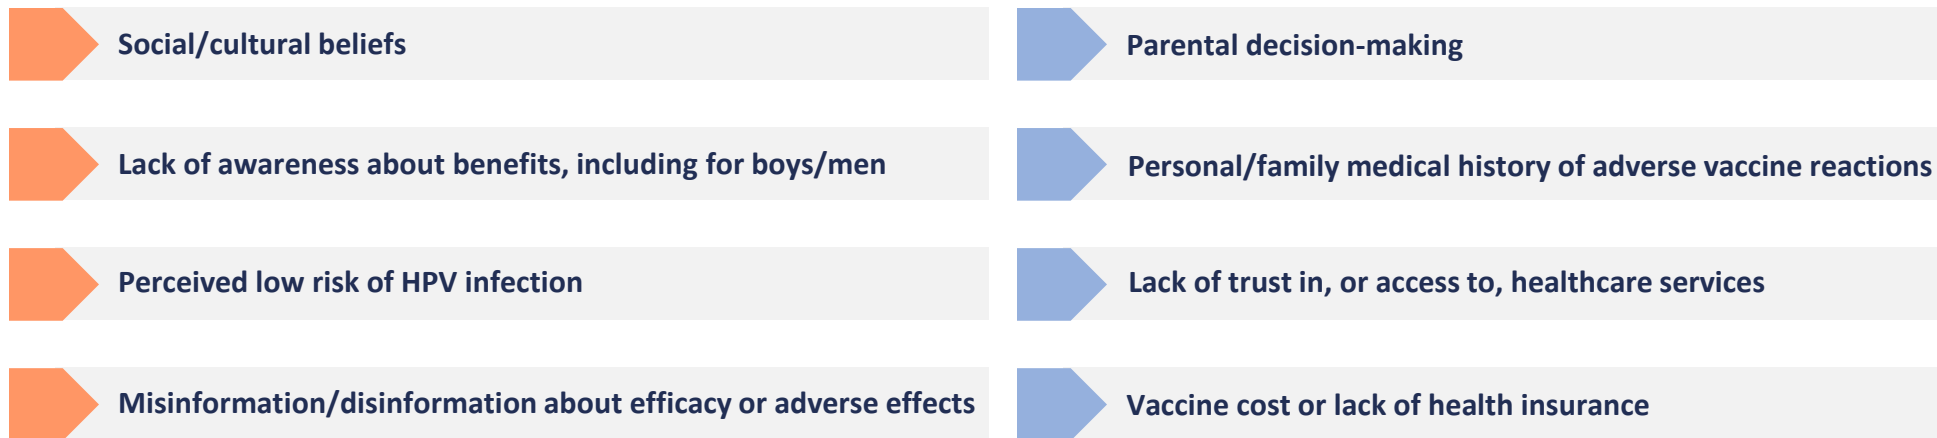 Social/cultural beliefs
Lack of awareness about benefits, including for boys/men
Perceived low risk of HPV infection
Misinformation/disinformation about efficacy or adverse effects
Parental decision-making
Personal/family medical history of adverse vaccine reactions
Lack of trust in, or access to, healthcare services
Vaccine cost or lack of health insurance